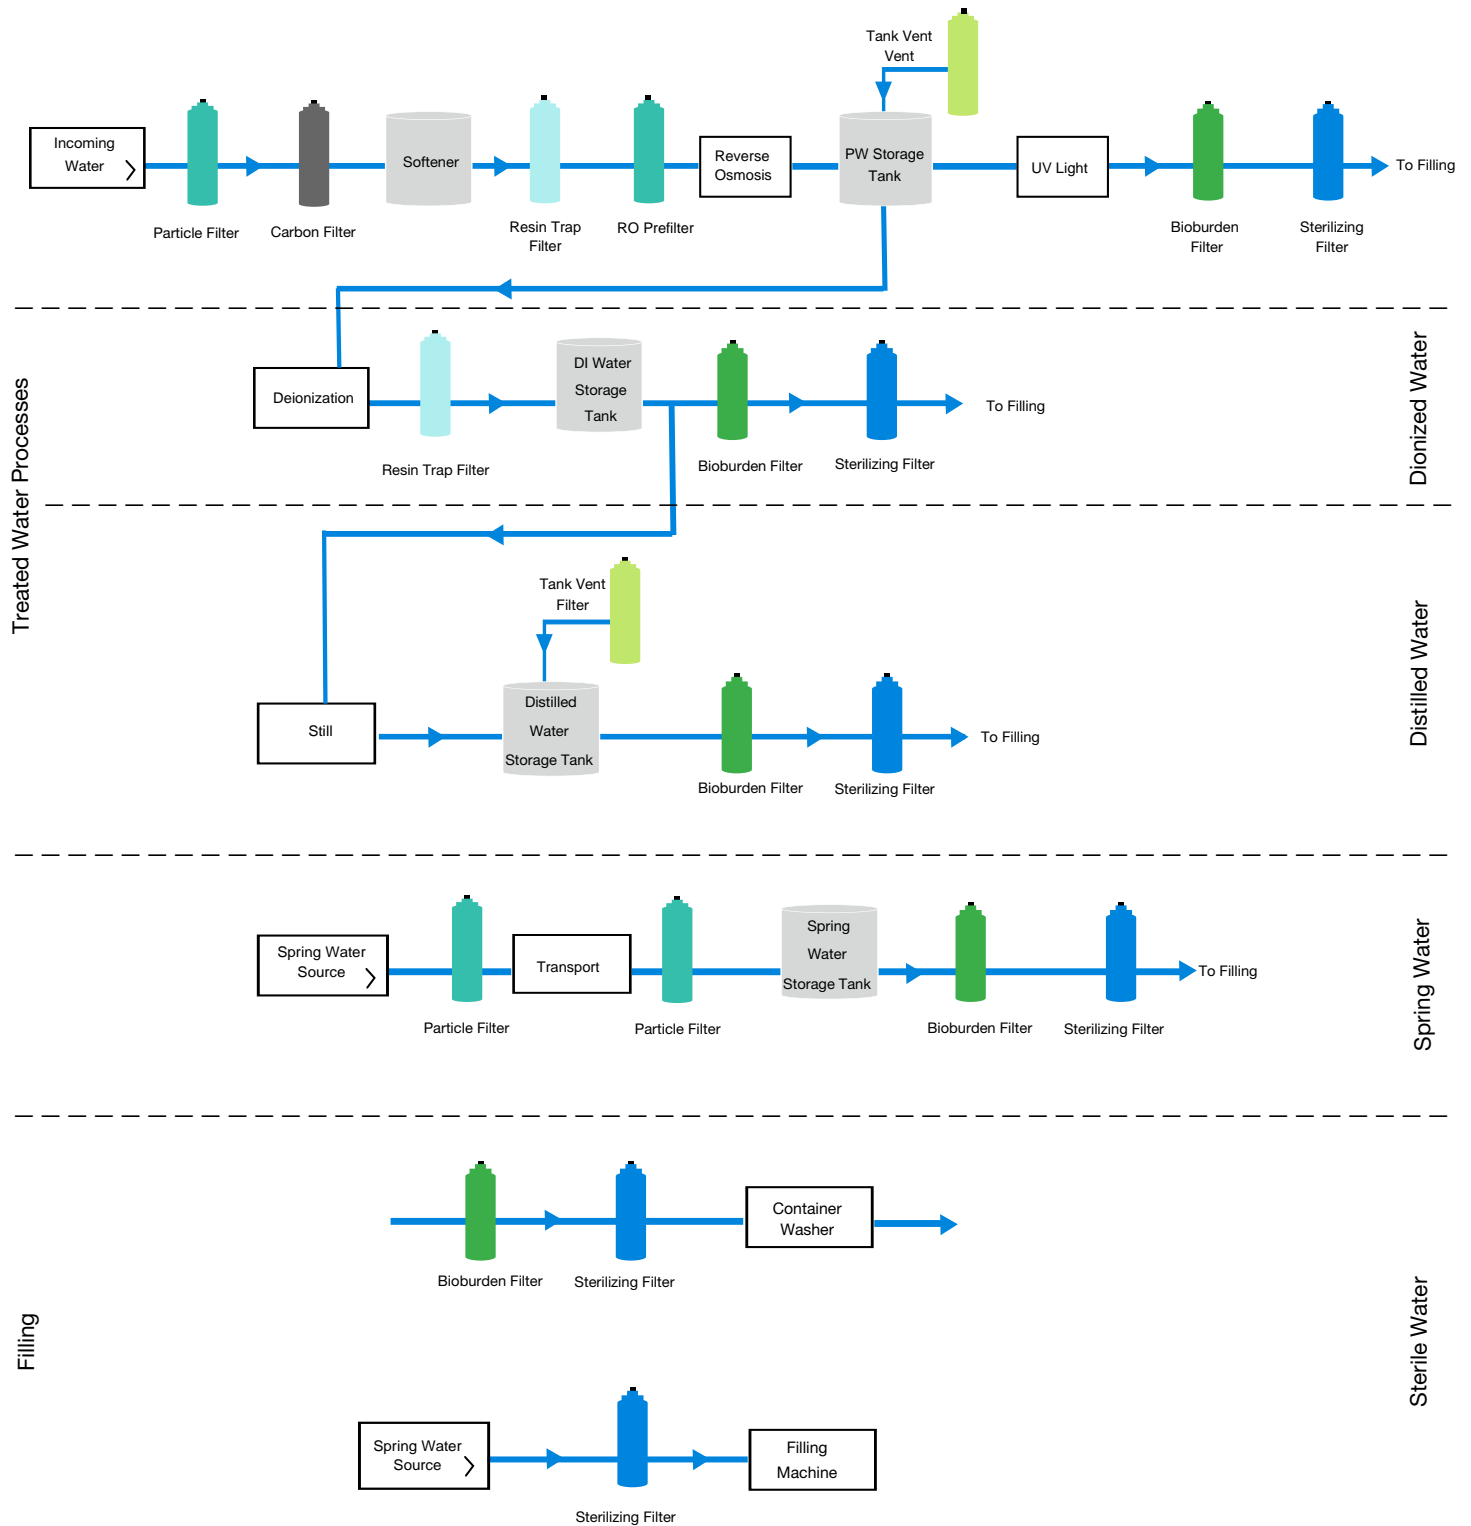 Tank Vent
Vent
Incoming
Water
Softener
Reverse
Osmosis
PW Storage
Tank
UV Light
To Filling
Particle Filter
Carbon Filter
Resin Trap
Filter
RO Prefilter
Bioburden
Filter
Sterilizing
Filter
Treated Water Processes
Dionized Water
Deionization
DI Water
Storage
Tank
To Filling
Resin Trap Filter
Bioburden Filter
Sterilizing Filter
Distilled Water
Tank Vent
Filter
Still
Distilled
Water
Storage Tank
To Filling
Bioburden Filter
Sterilizing Filter
Spring Water
Spring Water
Source
Transport
Spring
Water
Storage Tank
To Filling
Particle Filter
Particle Filter
Bioburden Filter
Sterilizing Filter
Filling
Sterile Water
Container
Washer
Bioburden Filter
Sterilizing Filter
Spring Water
Source
Filling
Machine
Sterilizing Filter